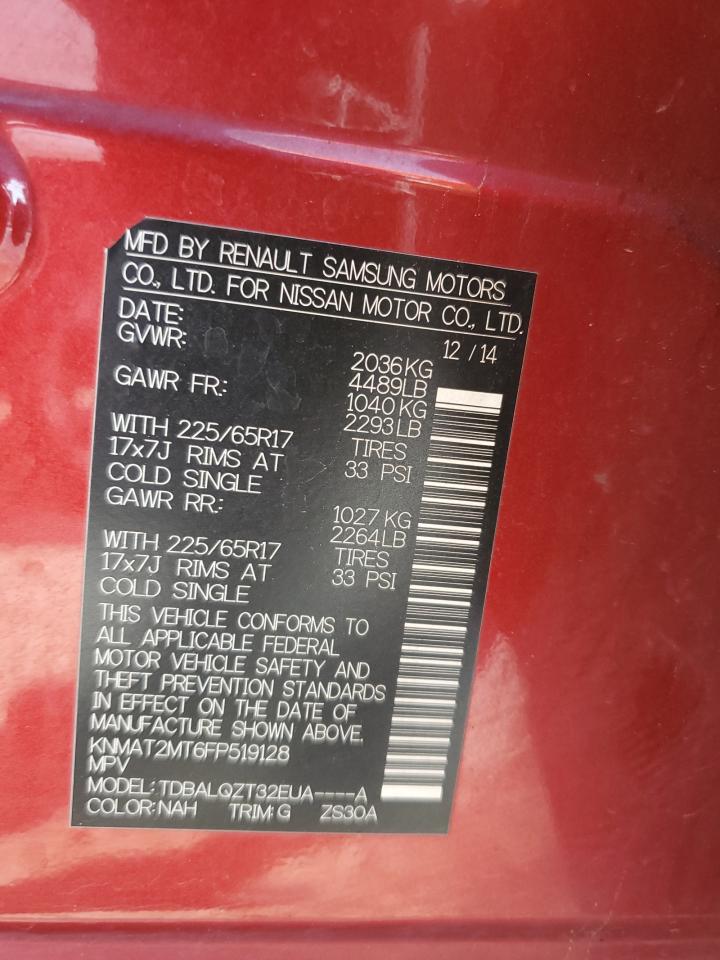 MFD BY RENAULT SAMSUNG MOTORS
CO., LTD. FOR NISSAN MOTOR CO., LTD.
DATE: 12 / 14
GVWR: 2036KG
4489LB
GAWR FR: 1040KG
2293LB
WITH 225/65R17 TIRES
17x7J RIMS AT 33 PSI
COLD SINGLE
GAWR RR: 1027KG
2264LB
WITH 225/65R17 TIRES
17x7J RIMS AT 33 PSI
COLD SINGLE
THIS VEHICLE CONFORMS TO
ALL APPLICABLE FEDERAL
MOTOR VEHICLE SAFETY AND
THEFT PREVENTION STANDARDS
IN EFFECT ON THE DATE OF
MANUFACTURE SHOWN ABOVE.
KNMAT2MT6FP519128
MPV
MODEL: TDBALQZT32EUA----A
COLOR: NAH TRIM: G ZS30A